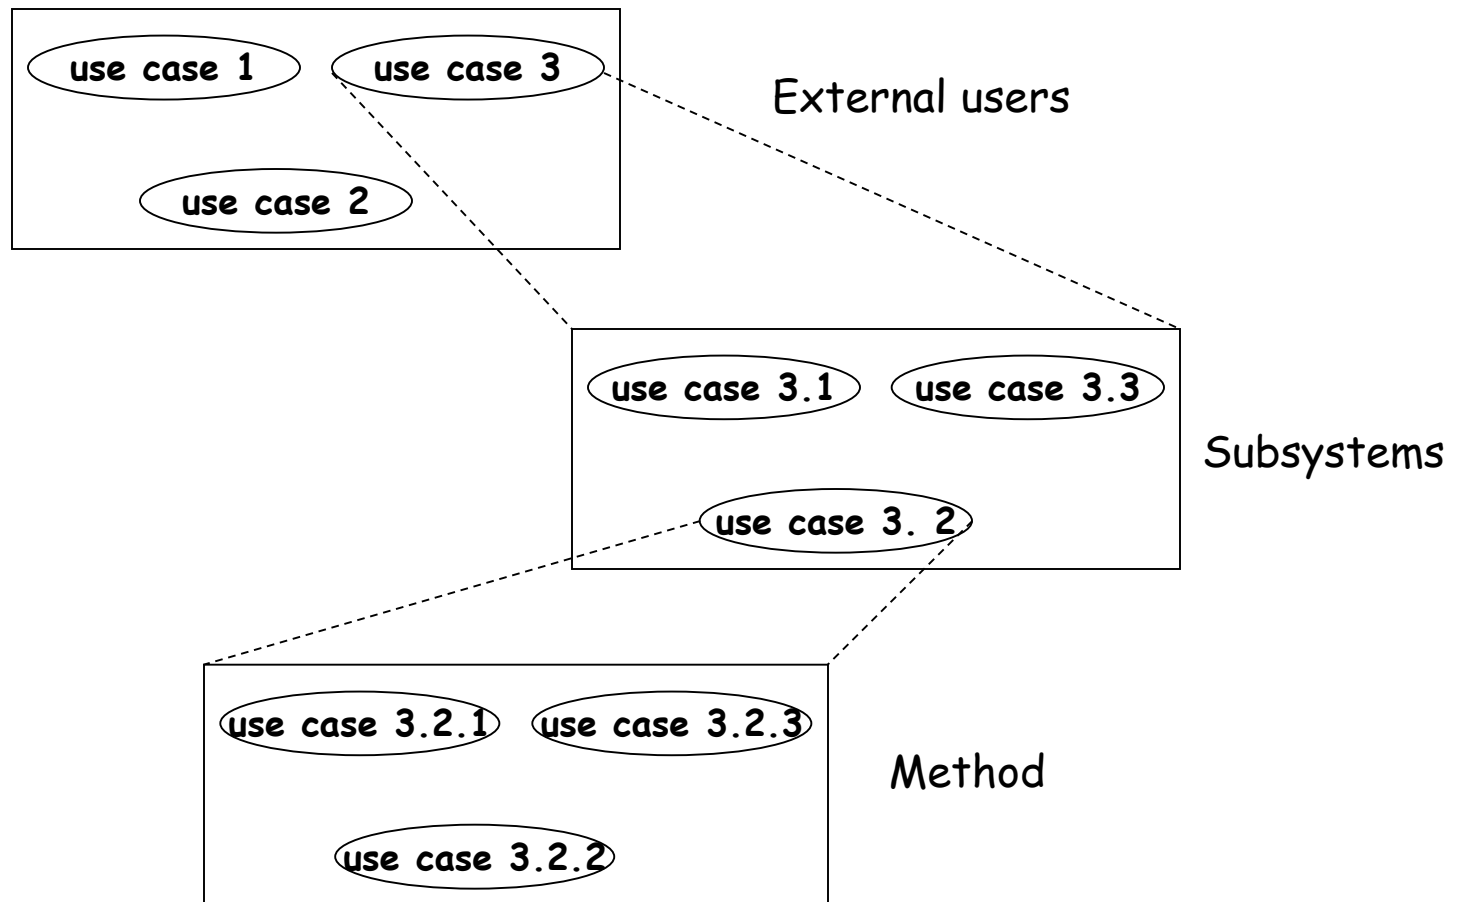 use case 1
use case 3
External users
use case 2
use case 3.1
use case 3.3
Subsystems
use case 3. 2
use case 3.2.1
use case 3.2.3
Method
use case 3.2.2